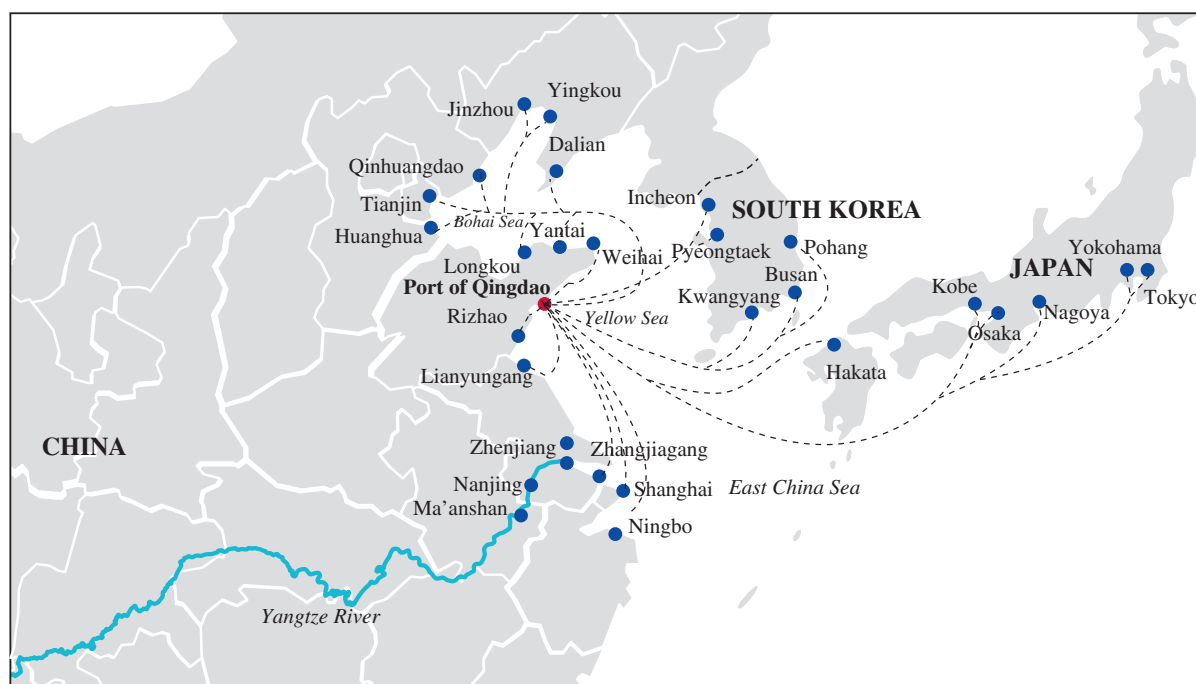 Yingkou
Jinzhou
Dalian
Qinhuangdao
Tianjin
Incheon
SOUTH KOREA
Bohai Sea
Yantai
Huanghua
Weihai
Pyeongtaek
Pohang
Yokohama
Longkou
JAPAN
Busan
Port of Qingdao
Kwangyang
Kobe
Tokyo
Rizhao
Yellow Sea
Nagoya
Osaka
Lianyungang
Hakata
CHINA
Zhenjiang
Zhangjiagang
Nanjing
Shanghai
East China Sea
Ma’anshan
Ningbo
Yangtze River